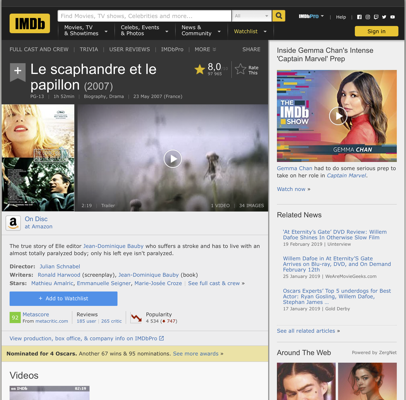 IMDb
Find Movies, TV shows, Celebrities and more...
All
IMDbPro
Help
Movies, TV & Showtimes
Celebs, Events & Photos
News & Community
Watchlist
Sign in
FULL CAST AND CREW | TRIVIA | USER REVIEWS | IMDbPro | MORE
SHARE
Le scaphandre et le papillon (2007)
PG-13 | 1h 52min | Biography, Drama | 23 May 2007 (France)
8,0
Rate This
2:19 | Trailer
1 VIDEO | 34 IMAGES
On Disc
at Amazon
The true story of Elle editor Jean-Dominique Bauby who suffers a stroke and has to live with an almost totally paralyzed body; only his left eye isn't paralyzed.
Director: Julian Schnabel
Writers: Ronald Harwood (screenplay), Jean-Dominique Bauby (book)
Stars: Mathieu Amalric, Emmanuelle Seigner, Marie-Josée Croze | See full cast & crew »
+ Add to Watchlist
92
Metascore
From metacritic.com
Reviews
185 user | 265 critic
Popularity
4 534 (747)
View production, box office, & company info on IMDbPro
Nominated for 4 Oscars. Another 67 wins & 95 nominations. See more awards »
Videos
Inside Gemma Chan's Intense 'Captain Marvel' Prep
THE IMDb SHOW
GEMMA CHAN
Gemma Chan had to do some serious prep to take on her role in Captain Marvel.
Watch now »
Related News
'At Eternity's Gate' DVD Review: Willem Dafoe Shines In Otherwise Slow Film
19 February 2019 | Uinterview
Willem Dafoe in At Eternity'S Gate Arrives on Blu-ray, DVD, and On Demand February 12th
20 January 2019 | WeAreMovieGeeks.com
Oscars Experts' Top 5 underdogs for Best Actor: Ryan Gosling, Willem Dafoe, Stephan James ...
17 January 2019 | Gold Derby
See all related articles »
Around The Web
Powered by ZergNet